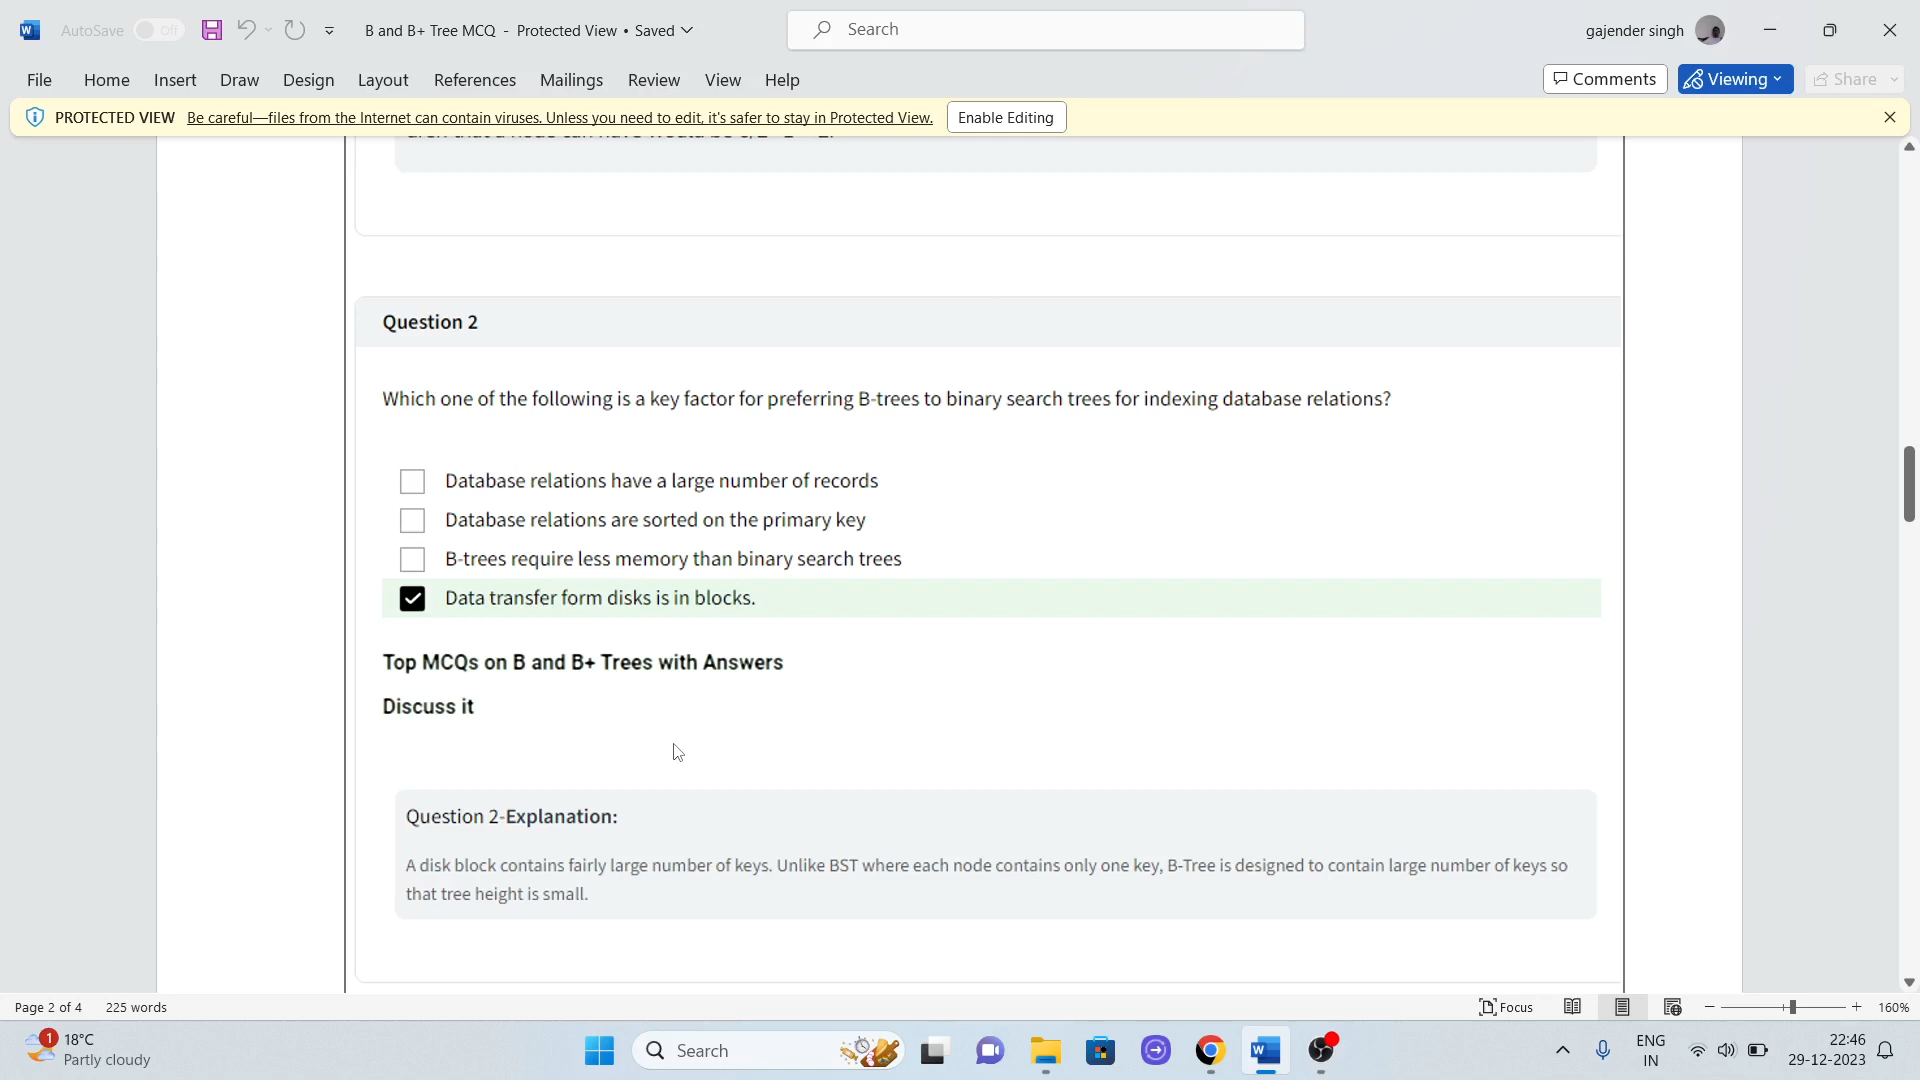 AutoSave Off
B and B+ Tree MCQ - Protected View • Saved
Search
gajender singh
File Home Insert Draw Design Layout References Mailings Review View Help
Comments Viewing Share
PROTECTED VIEW Be careful—files from the Internet can contain viruses. Unless you need to edit, it's safer to stay in Protected View. Enable Editing
Question 2
Which one of the following is a key factor for preferring B-trees to binary search trees for indexing database relations?
Database relations have a large number of records
Database relations are sorted on the primary key
B-trees require less memory than binary search trees
Data transfer form disks is in blocks.
Top MCQs on B and B+ Trees with Answers
Discuss it
Question 2-Explanation:
A disk block contains fairly large number of keys. Unlike BST where each node contains only one key, B-Tree is designed to contain large number of keys so
that tree height is small.
Page 2 of 4 225 words
Focus
160%
1
18°C
Partly cloudy
Search
ENG
IN
22:46
29-12-2023